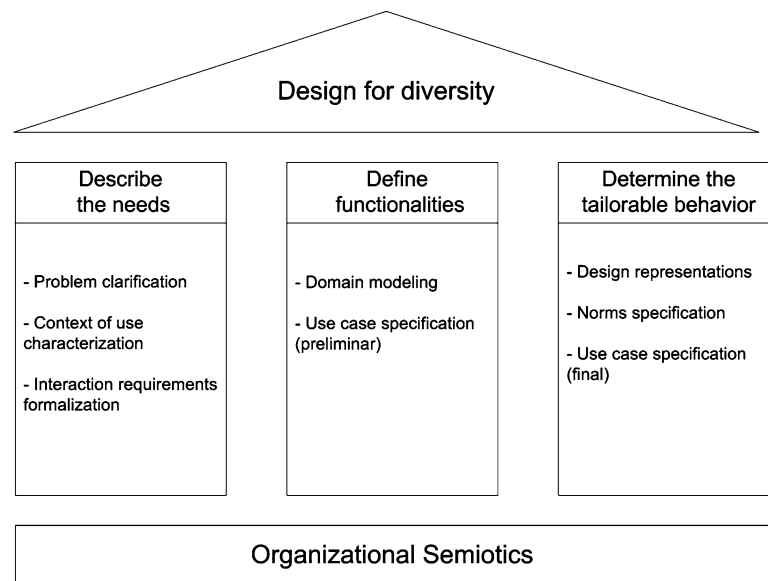 Design for diversity
Describe
the needs
- Problem clarification
- Context of use
characterization
- Interaction requirements
formalization
Define
functionalities
- Domain modeling
- Use case specification
(preliminar)
Determine the
tailorable behavior
- Design representations
- Norms specification
- Use case specification
(final)
Organizational Semiotics